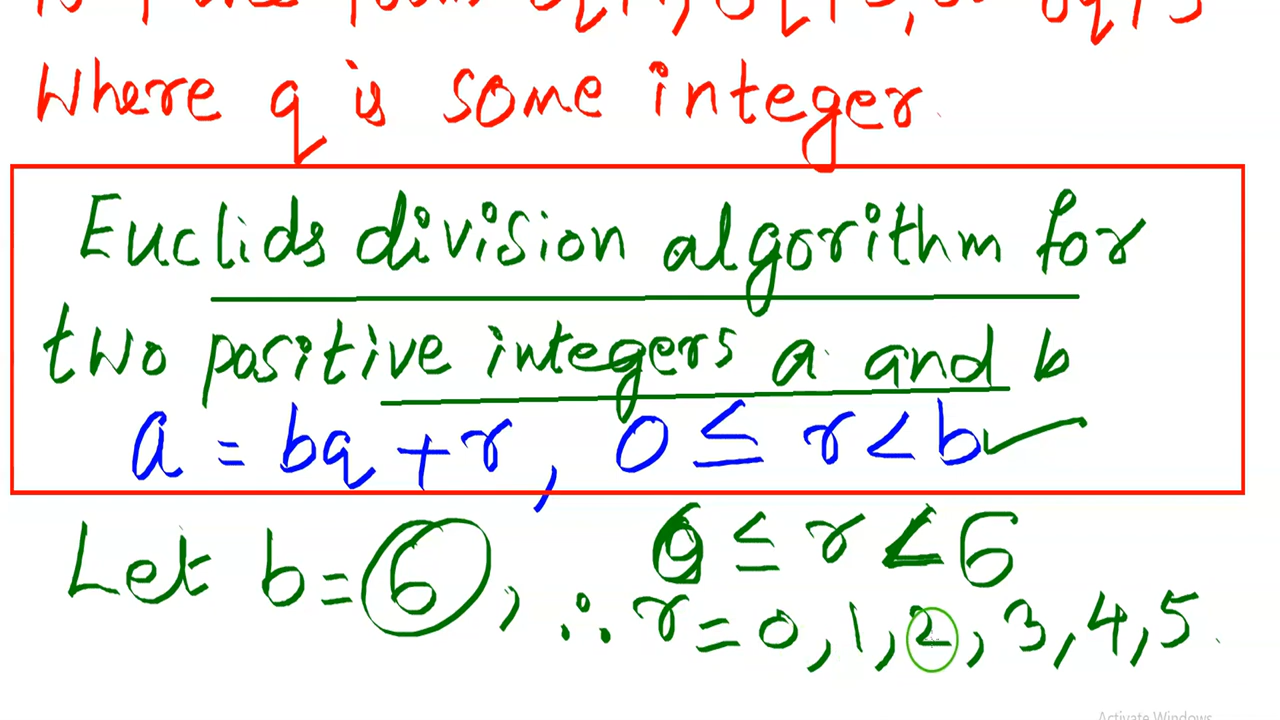 Where q is some integer.
Euclids division algorithm for
two positive integers a and b
a = bq + r, 0 ≤ r < b
Let b = 6, 0 ≤ r < 6
∴ r = 0, 1, 2, 3, 4, 5.